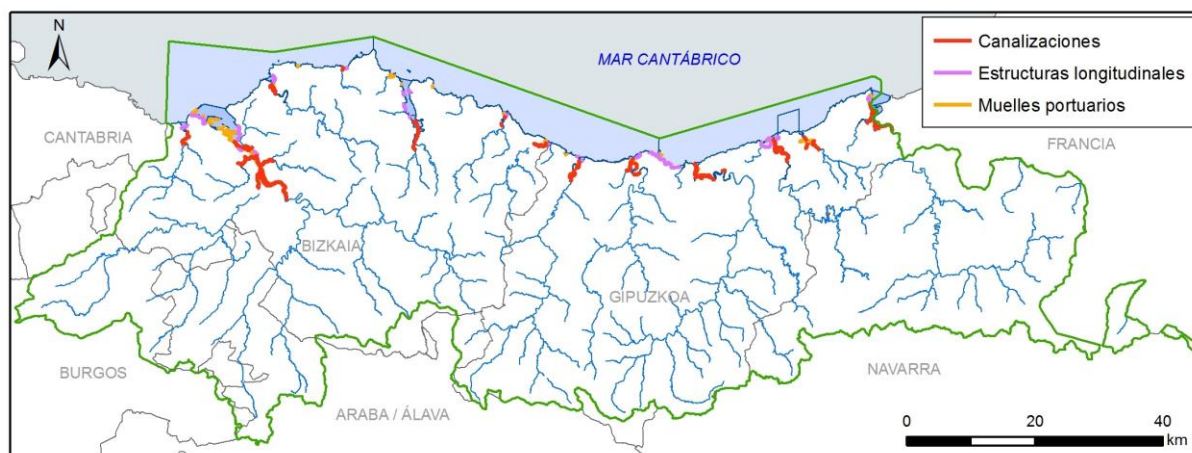 N
MAR CANTÁBRICO
Canalizaciones
Estructuras longitudinales
Muelles portuarios
CANTABRIA
FRANCIA
BIZKAIA
GIPUZKOA
BURGOS
ARABA / ÁLAVA
NAVARRA
0 20 40
km